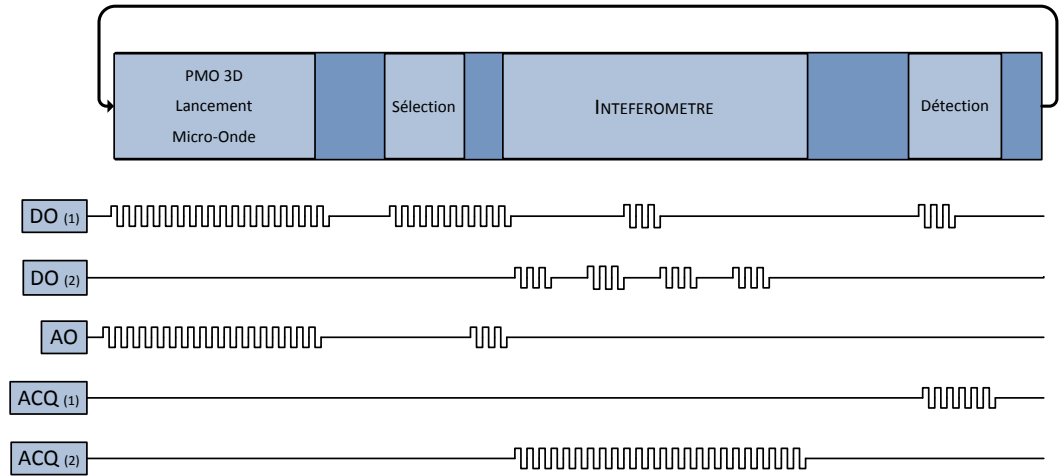 PMO 3D
Lancement
Micro-Onde
Sélection
INTEFEROMETRE
Détection
DO (1)
DO (2)
AO
ACQ (1)
ACQ (2)